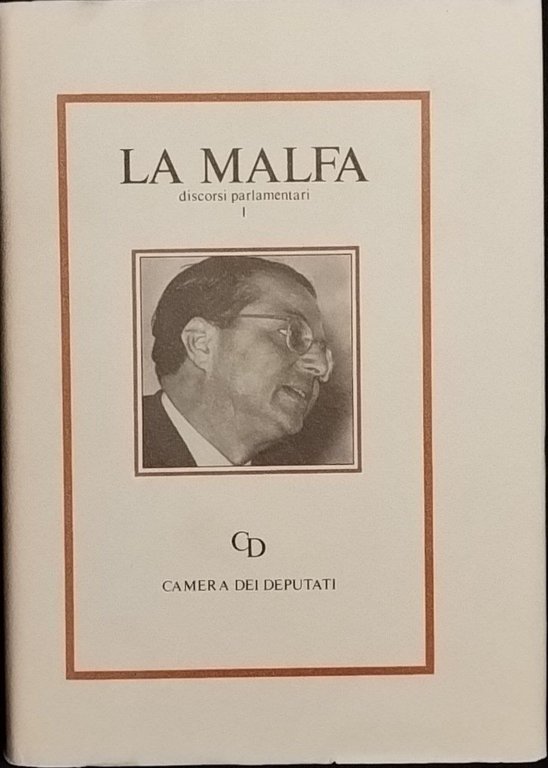 LA MALFA
discorsi parlamentari
I
CD
CAMERA DEI DEPUTATI